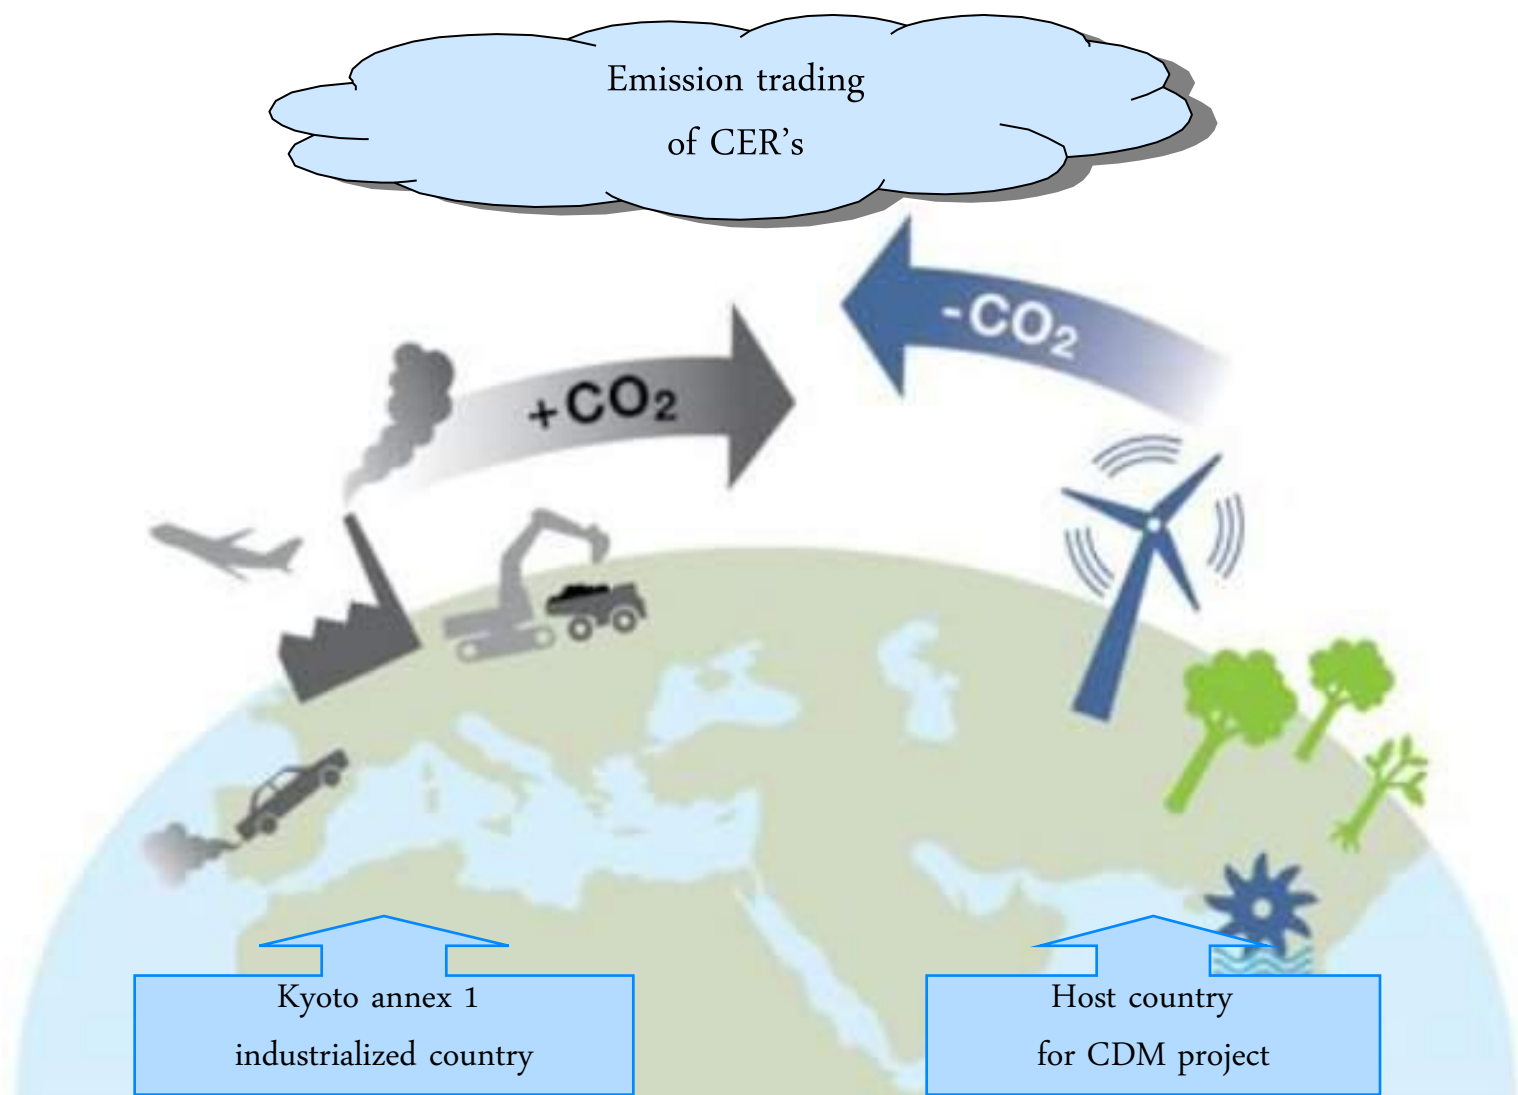 Emission trading
of CER’s
-CO₂
+CO₂
Kyoto annex 1
industrialized country
Host country
for CDM project